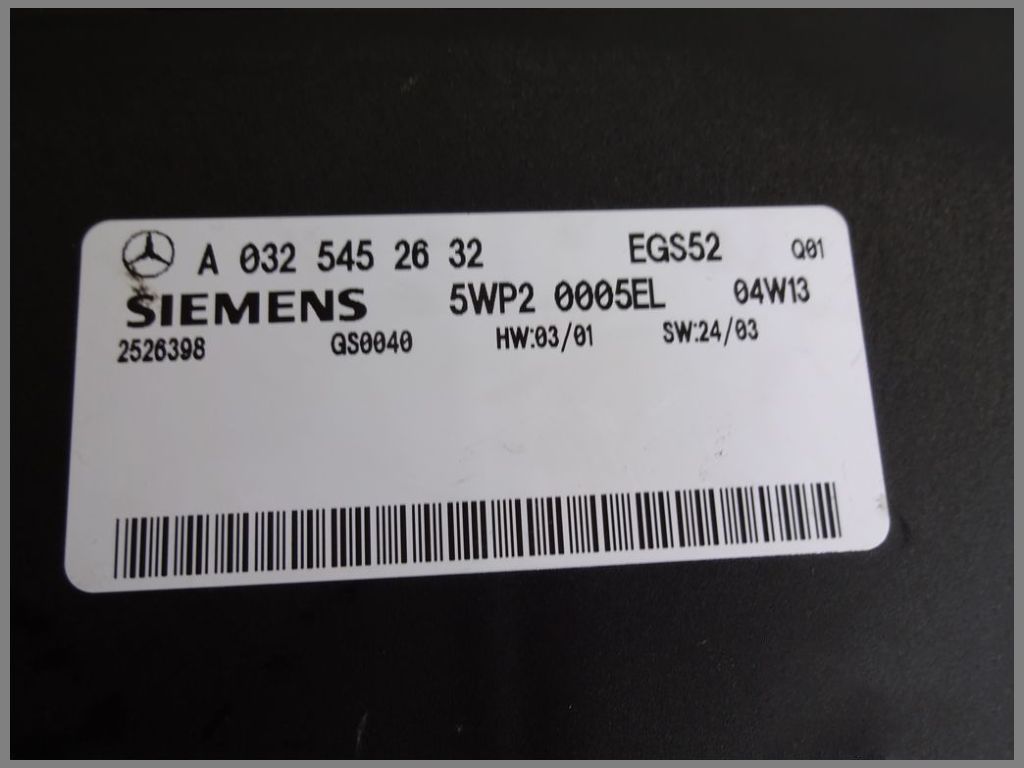 A 032 545 26 32 EGS52 Q01
SIEMENS 5WP2 0005EL 04W13
2526398 QS0040 HW:03/01 SW:24/03